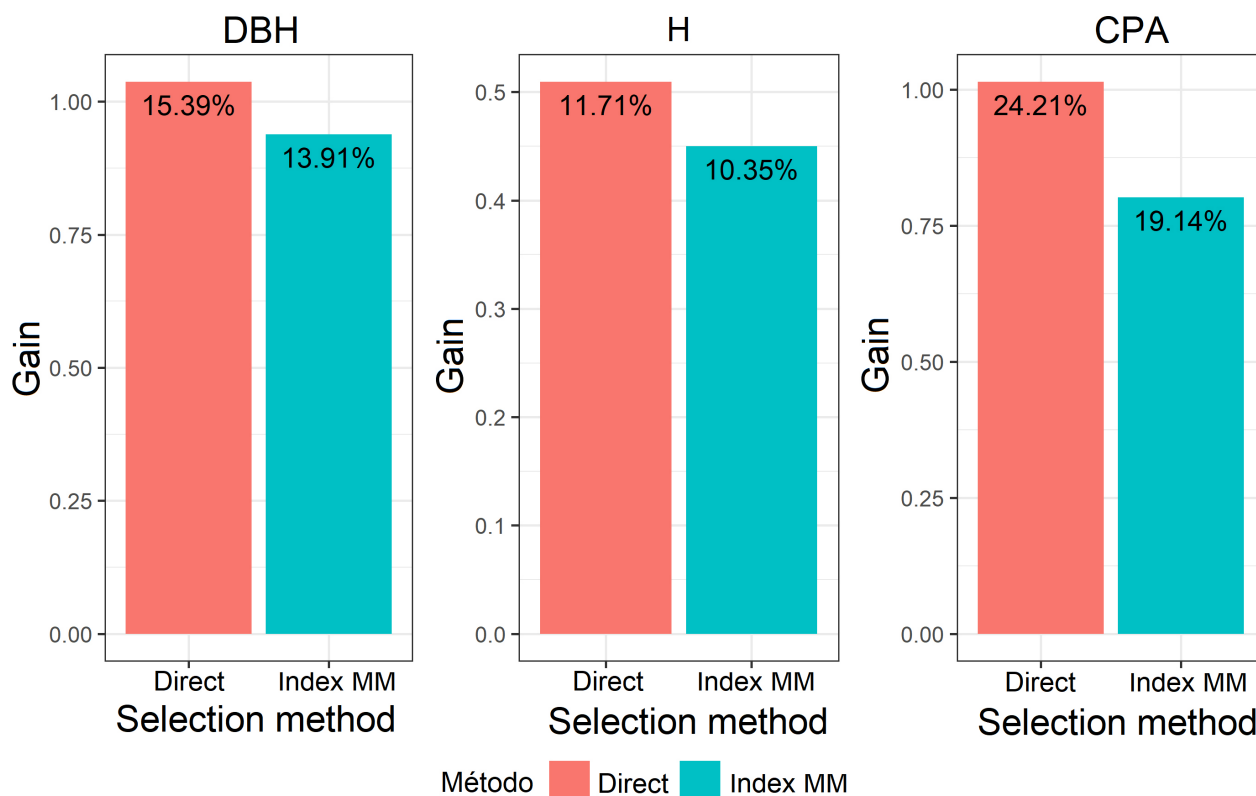 DBH
H
CPA
Gain
1.00
0.75
0.50
0.25
0.00
15.39%
13.91%
Direct
Index MM
Selection method
Gain
0.5
0.4
0.3
0.2
0.1
0.0
11.71%
10.35%
Direct
Index MM
Selection method
Gain
1.00
0.75
0.50
0.25
0.00
24.21%
19.14%
Direct
Index MM
Selection method
Método Direct Index MM